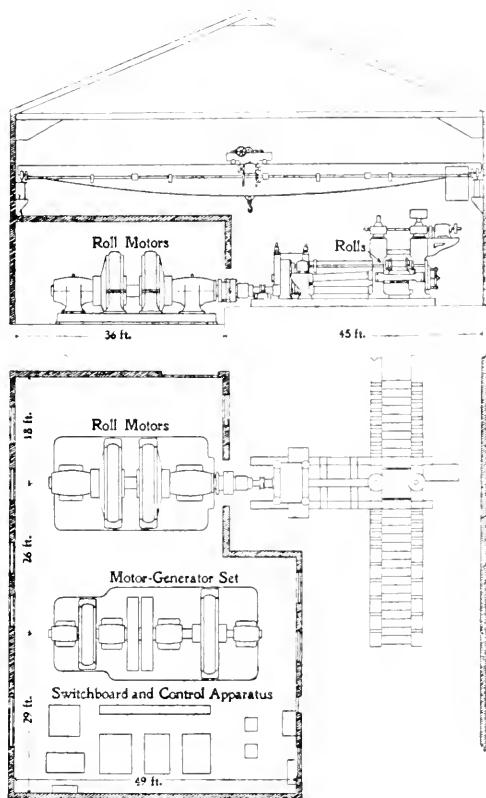 Roll Motors
Rolls
36 ft.
45 ft.
18 ft.
Roll Motors
26 ft.
Motor-Generator Set
Switchboard and Control Apparatus
29 ft.
49 ft.